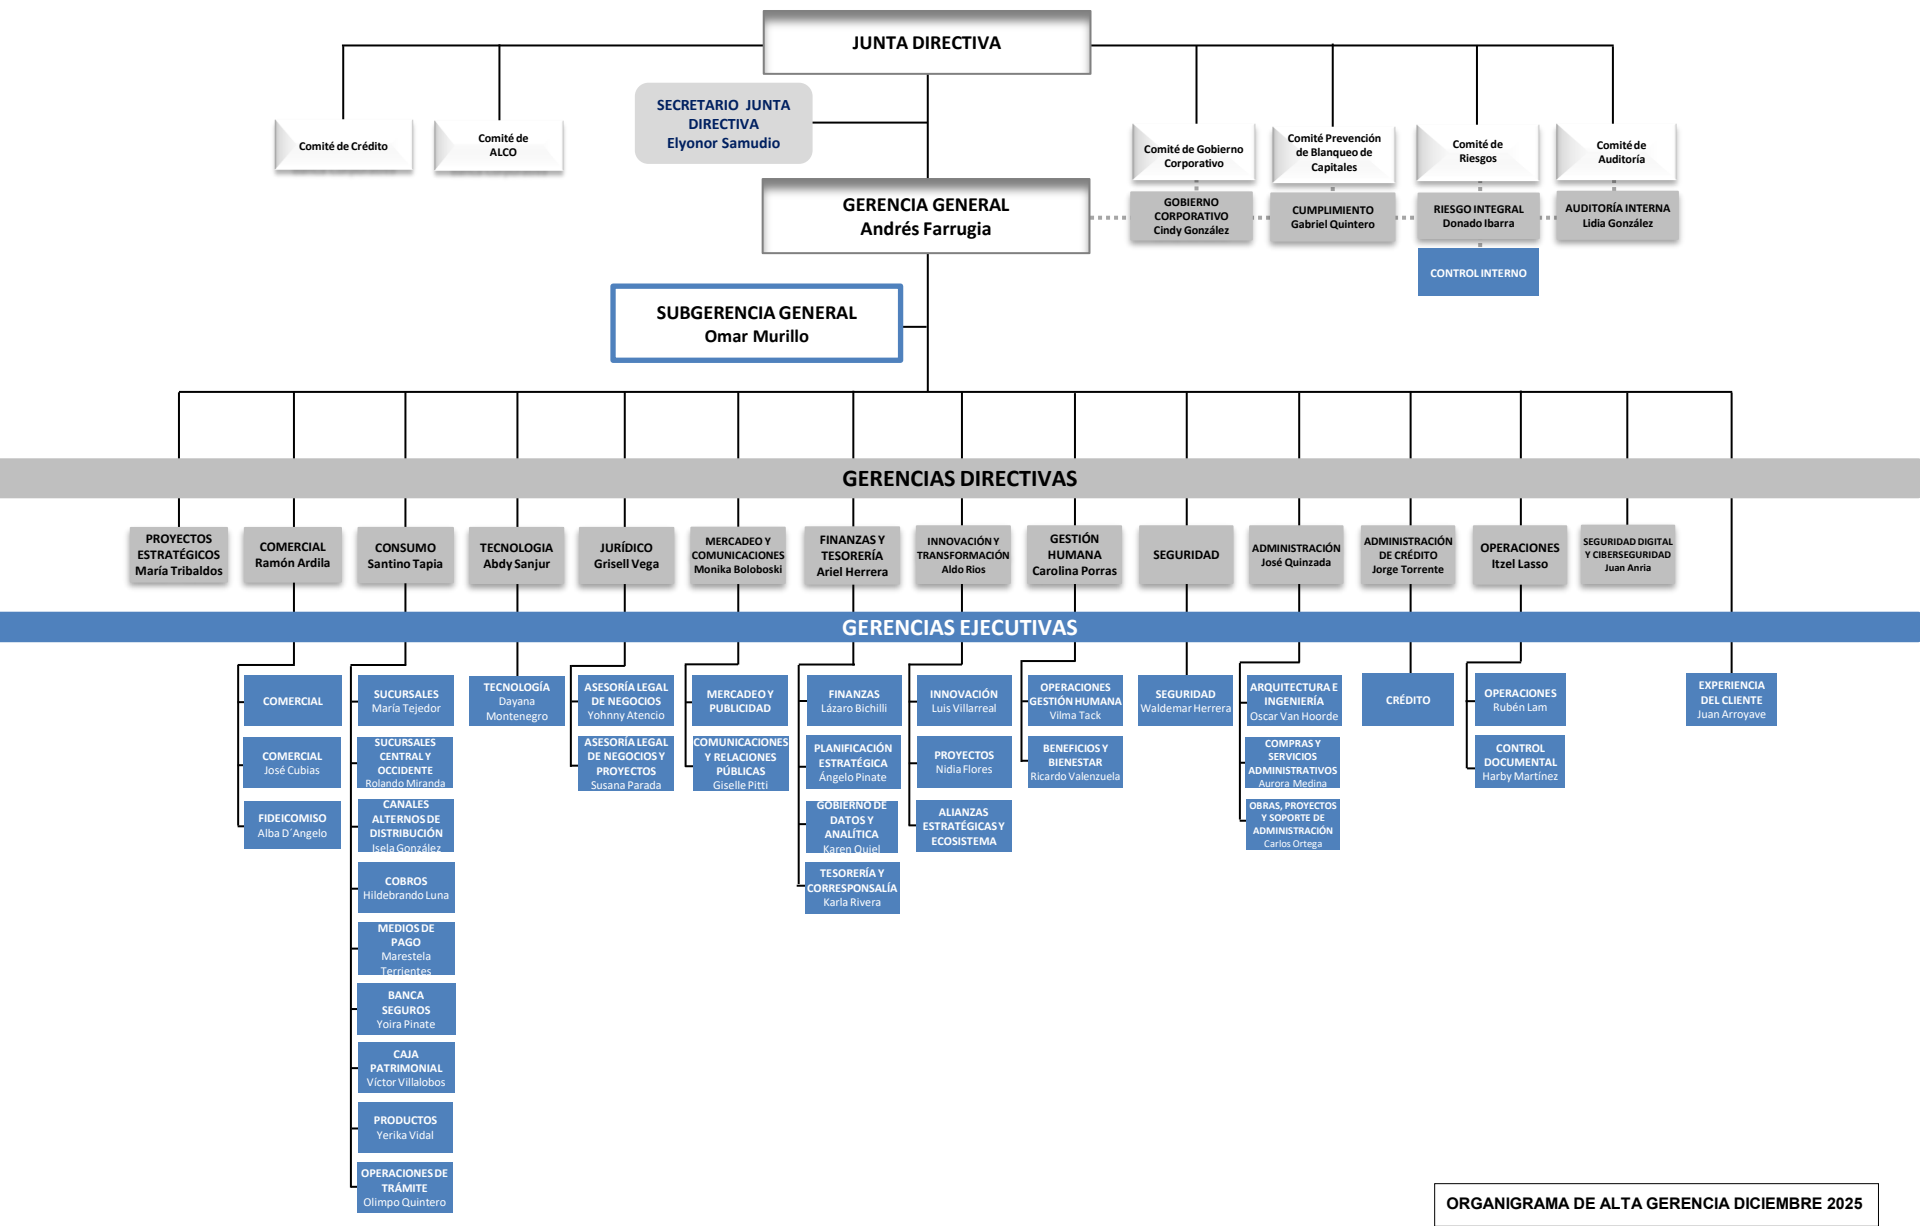 JUNTA DIRECTIVA
SECRETARIO JUNTA
DIRECTIVA
Elyonor Samudio
Comité de Crédito
Comité de
ALCO
Comité de Gobierno
Corporativo
Comité Prevención
de Blanqueo de
Capitales
Comité de
Riesgos
Comité de
Auditoría
GERENCIA GENERAL
Andrés Farrugia
GOBIERNO
CORPORATIVO
Cindy González
CUMPLIMIENTO
Gabriel Quintero
RIESGO INTEGRAL
Donado Ibarra
AUDITORÍA INTERNA
Lidia González
CONTROL INTERNO
SUBGERENCIA GENERAL
Omar Murillo
GERENCIAS DIRECTIVAS
PROYECTOS
ESTRATÉGICOS
María Tribaldos
COMERCIAL
Ramón Ardila
CONSUMO
Santino Tapia
TECNOLOGIA
Abdy Sanjur
JURÍDICO
Grisell Vega
MERCADEO Y
COMUNICACIONES
Monika Boloboski
FINANZAS Y
TESORERÍA
Ariel Herrera
INNOVACIÓN Y
TRANSFORMACIÓN
Aldo Rios
GESTIÓN
HUMANA
Carolina Porras
SEGURIDAD
ADMINISTRACIÓN
José Quinzada
ADMINISTRACIÓN
DE CRÉDITO
Jorge Torrente
OPERACIONES
Itzel Lasso
SEGURIDAD DIGITAL
Y CIBERSEGURIDAD
Juan Anria
GERENCIAS EJECUTIVAS
COMERCIAL
COMERCIAL
José Cubias
FIDEICOMISO
Alba D´Angelo
SUCURSALES
María Tejedor
SUCURSALES
CENTRAL Y
OCCIDENTE
Rolando Miranda
CANALES
ALTERNOS DE
DISTRIBUCIÓN
Isela González
COBROS
Hildebrando Luna
MEDIOS DE
PAGO
Marestela
Terrientes
BANCA
SEGUROS
Yoira Pinate
CAJA
PATRIMONIAL
Víctor Villalobos
PRODUCTOS
Yerika Vidal
OPERACIONES DE
TRÁMITE
Olimpo Quintero
TECNOLOGÍA
Dayana
Montenegro
ASESORÍA LEGAL
DE NEGOCIOS
Yohnny Atencio
ASESORÍA LEGAL
DE NEGOCIOS Y
PROYECTOS
Susana Parada
MERCADEO Y
PUBLICIDAD
COMUNICACIONES
Y RELACIONES
PÚBLICAS
Giselle Pitti
FINANZAS
Lázaro Bichilli
PLANIFICACIÓN
ESTRATÉGICA
Ángelo Pinate
GOBIERNO DE
DATOS Y
ANALÍTICA
Karen Quiel
TESORERÍA Y
CORRESPONSALÍA
Karla Rivera
INNOVACIÓN
Luis Villarreal
PROYECTOS
Nidia Flores
ALIANZAS
ESTRATÉGICAS Y
ECOSISTEMA
OPERACIONES
GESTIÓN HUMANA
Vilma Tack
BENEFICIOS Y
BIENESTAR
Ricardo Valenzuela
SEGURIDAD
Waldemar Herrera
ARQUITECTURA E
INGENIERÍA
Oscar Van Hoorde
COMPRAS Y
SERVICIOS
ADMINISTRATIVOS
Aurora Medina
OBRAS, PROYECTOS
Y SOPORTE DE
ADMINISTRACIÓN
Carlos Ortega
CRÉDITO
OPERACIONES
Rubén Lam
CONTROL
DOCUMENTAL
Harby Martínez
EXPERIENCIA
DEL CLIENTE
Juan Arroyave
ORGANIGRAMA DE ALTA GERENCIA DICIEMBRE 2025